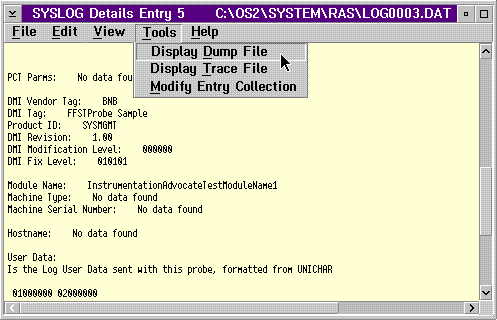 SYSLOG Details Entry 5 C:\OS2\SYSTEM\RAS\LOG0003.DAT
File Edit View Tools Help
Display Dump File
Display Trace File
Modify Entry Collection
PCT Parms: No data fou
DMI Vendor Tag: BNB
DMI Tag: FFSTProbe Sample
Product ID: SYSMGMT
DMI Revision: 1.00
DMI Modification Level: 000000
DMI Fix Level: 010101
Module Name: InstrumentationAdvocateTestModuleName1
Machine Type: No data found
Machine Serial Number: No data found
Hostname: No data found
User Data:
Is the Log User Data sent with this probe, formatted from UNICHAR
01000000 02000000